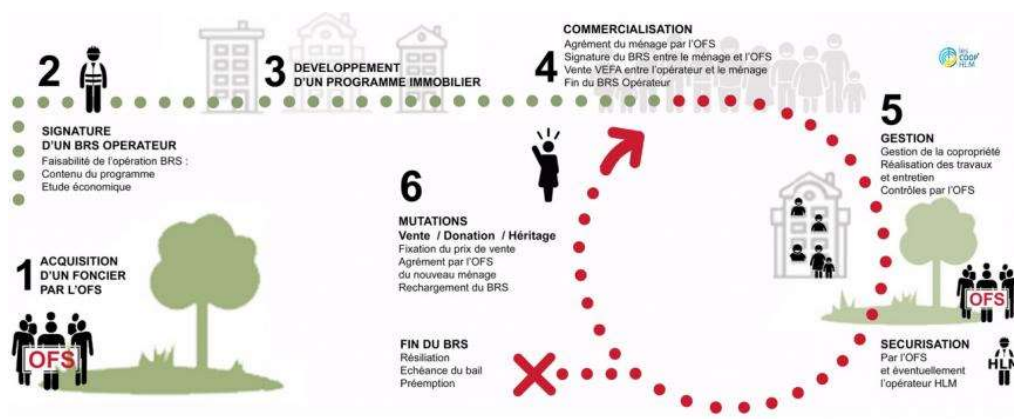 1
ACQUISITION
D'UN FONCIER
PAR L'OFS
OFS
2
SIGNATURE
D'UN BRS OPERATEUR
Faisabilité de l'opération BRS :
Contenu du programme
Etude économique
3
DEVELOPPEMENT
D'UN PROGRAMME IMMOBILIER
4
COMMERCIALISATION
Agrément du ménage par l'OFS
Signature du BRS entre le ménage et l'OFS
Vente VEFA entre l'opérateur et le ménage
Fin du BRS Opérateur
les
COOP'
HLM
5
GESTION
Gestion de la copropriété
Réalisation des travaux
et entretien
Contrôles par l'OFS
OFS
SECURISATION
Par l'OFS
et éventuellement
l'opérateur HLM
HLM
6
MUTATIONS
Vente / Donation / Héritage
Fixation du prix de vente
Agrément par l'OFS
du nouveau ménage
Rechargement du BRS
FIN DU BRS
Résiliation
Echéance du bail
Préemption